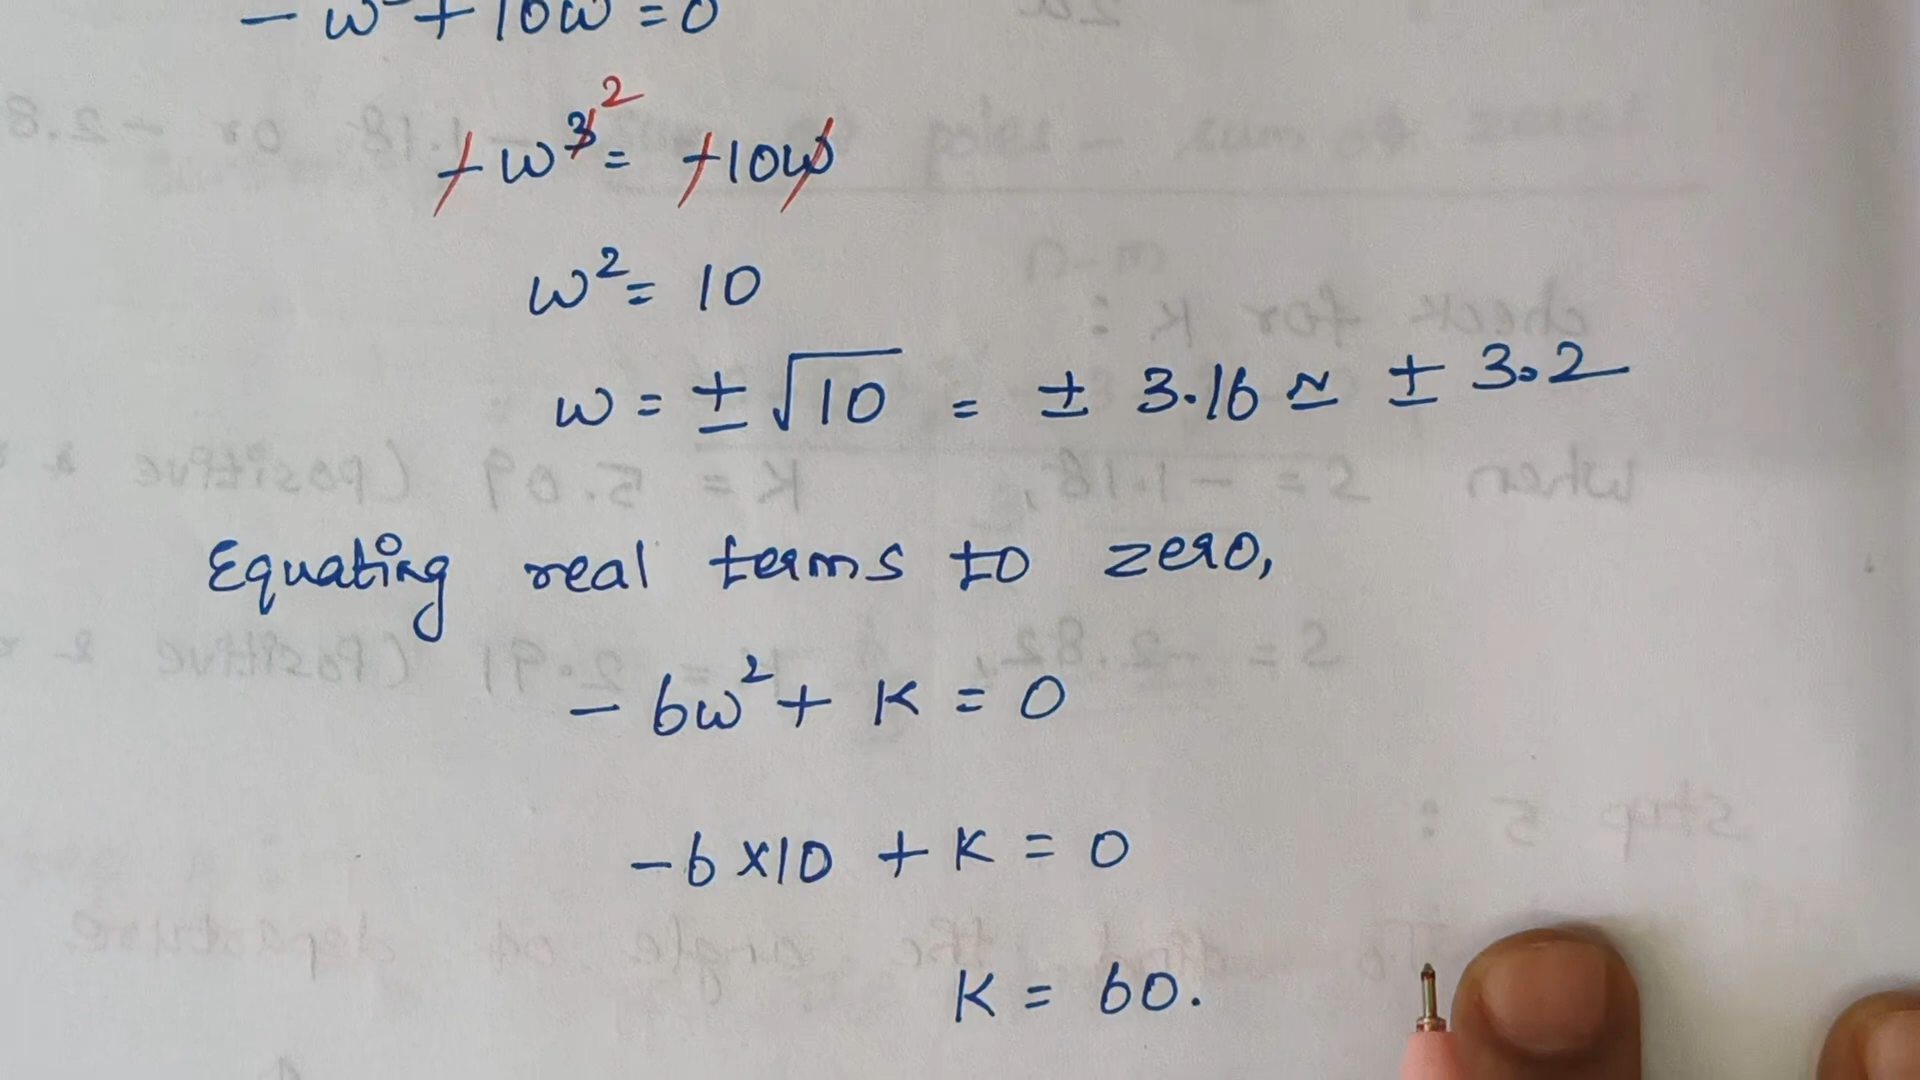 - ω³ + 10ω = 0
+ω³ ² = +10ω
ω² = 10
ω = ± √10 = ± 3.16 ≃ ± 3.2
Equating real terms to zero,
- 6ω² + K = 0
-6 × 10 + K = 0
K = 60.